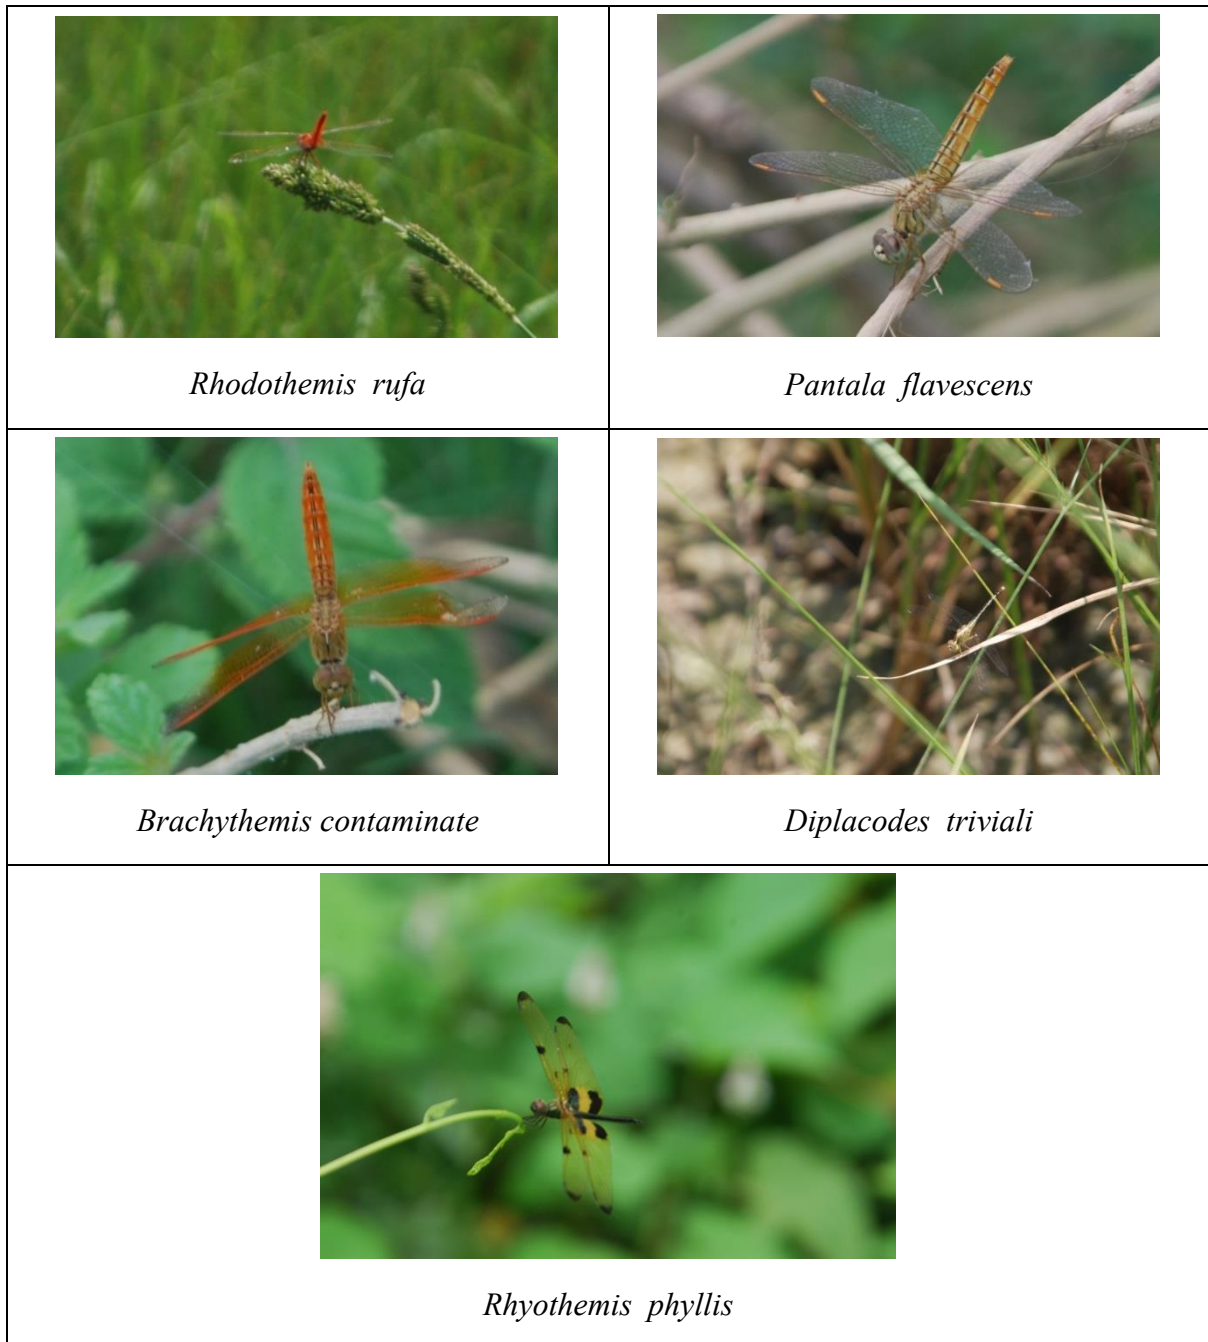 Rhodothemis rufa
Pantala flavescens
Brachythemis contaminate
Diplacodes triviali
Rhyothemis phyllis